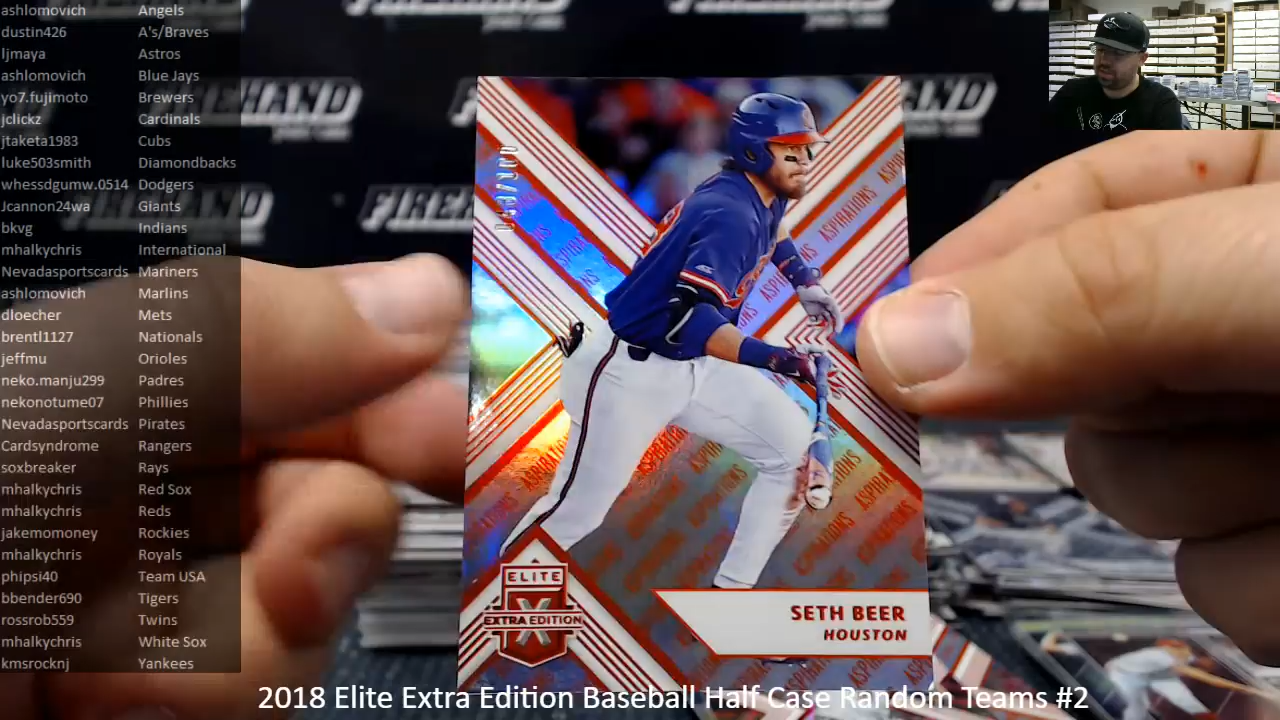 ashlomovich Angels
dustin426 A's/Braves
ljmaya Astros
ashlomovich Blue Jays
yo7.fujimoto Brewers
jclickz Cardinals
jtaketa1983 Cubs
luke503smith Diamondbacks
whessdgumw.0514 Dodgers
Jcannon24wa Giants
bkvg Indians
mhalkychris International
Nevadasportscards Mariners
ashlomovich Marlins
dloecher Mets
brentl1127 Nationals
jeffmu Orioles
neko.manju299 Padres
nekonotume07 Phillies
Nevadasportscards Pirates
Cardsyndrome Rangers
soxbreaker Rays
mhalkychris Red Sox
mhalkychris Reds
jakemomoney Rockies
mhalkychris Royals
phipsi40 Team USA
bbender690 Tigers
rossrob559 Twins
mhalkychris White Sox
kmsrocknj Yankees
FIREHAND
ASPIRATIONS
ELITE
X
EXTRA EDITION
SETH BEER
HOUSTON
2018 Elite Extra Edition Baseball Half Case Random Teams #2